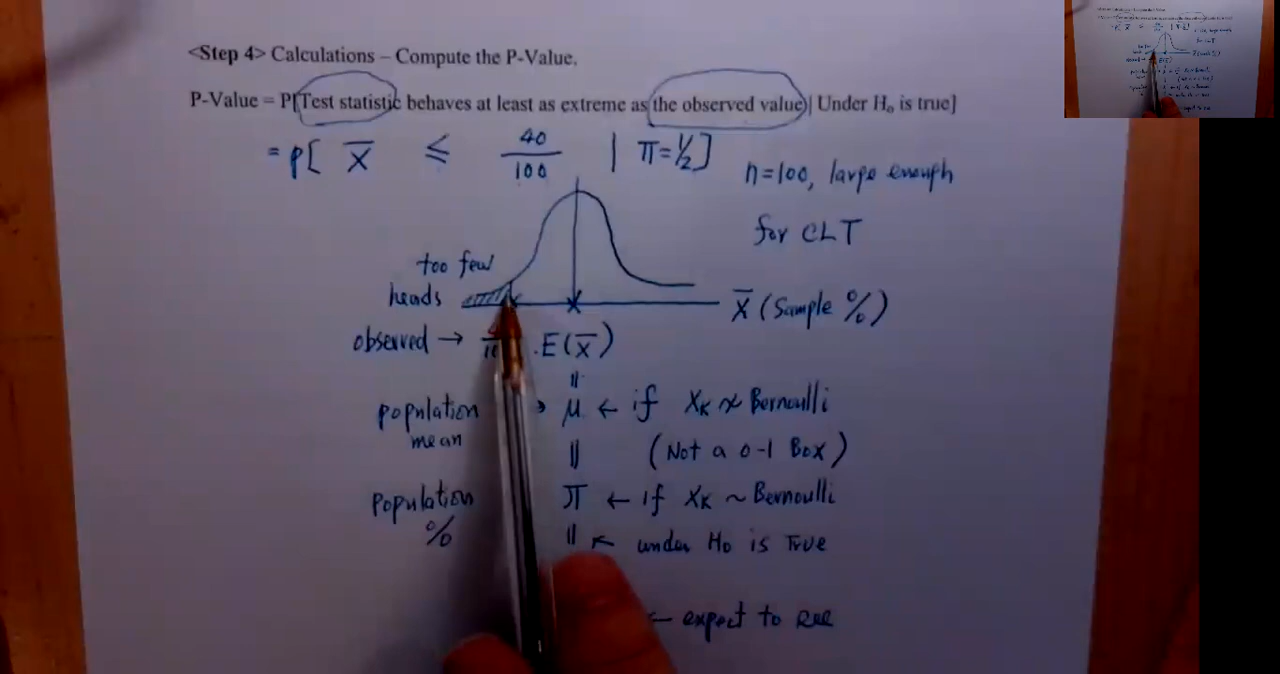 <Step 4> Calculations – Compute the P-Value.
P-Value = P[Test statistic behaves at least as extreme as the observed value | Under H₀ is true]
= P[ X̄ ≤ 40/100 | π=1/2]
n=100, large enough
for CLT
too few
heads
X̄ (Sample %)
observed → E(X̄)
||
population mean → μ ← if Xk ≁ Bernoulli
|| (Not a 0-1 Box)
Population % π ← if Xk ~ Bernoulli
|| ← under H₀ is True
← expect to see